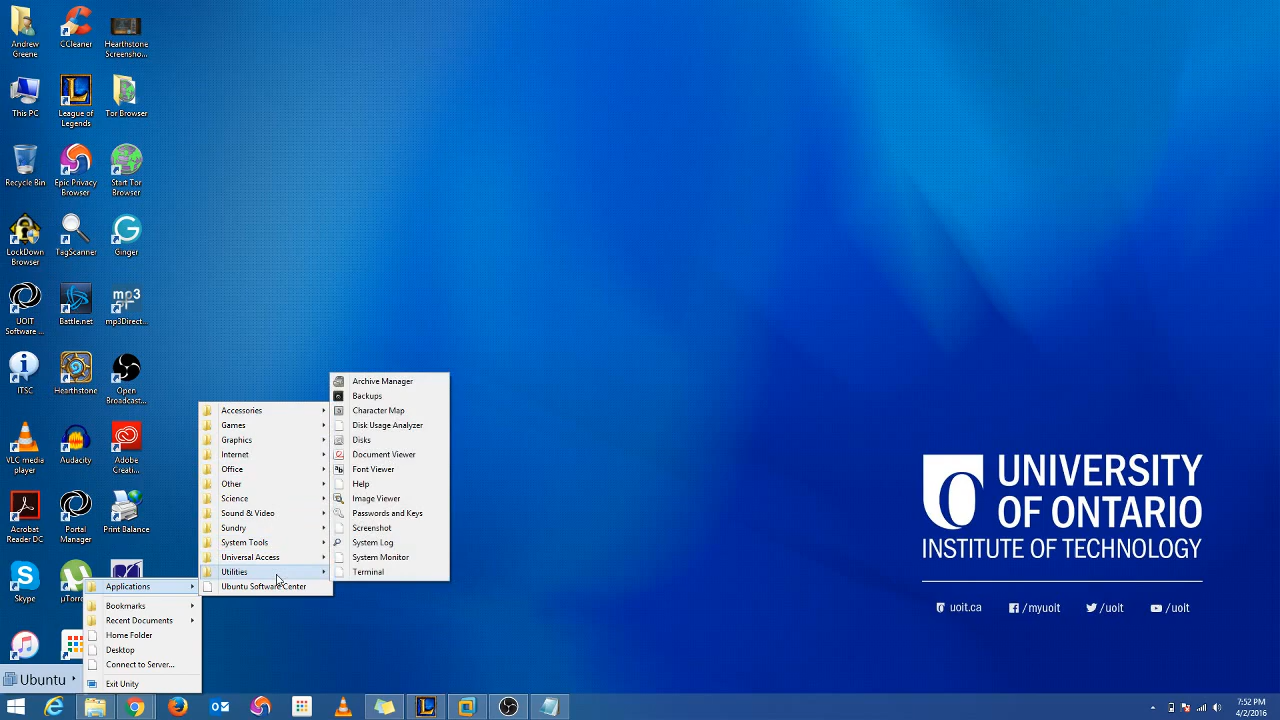 Andrew
Greene
CCleaner
Hearthstone
Screensho...
This PC
League of
Legends
Tor Browser
Recycle Bin
Epic Privacy
Browser
Start Tor
Browser
LockDown
Browser
TagScanner
Ginger
UOIT
Software ...
Battle.net
mp3
mp3Direct...
ITSC
Hearthstone
Open
Broadcast...
VLC media
player
Audacity
Adobe
Creati...
Acrobat
Reader DC
Portal
Manager
Print Balance
Skype
µTorre
Applications
Bookmarks
Recent Documents
Home Folder
Desktop
Connect to Server...
Exit Unity
Ubuntu
Accessories
Games
Graphics
Internet
Office
Other
Science
Sound & Video
Sundry
System Tools
Universal Access
Utilities
Ubuntu Software Center
Archive Manager
Backups
Character Map
Disk Usage Analyzer
Disks
Document Viewer
Font Viewer
Help
Image Viewer
Passwords and Keys
Screenshot
System Log
System Monitor
Terminal
UNIVERSITY
OF ONTARIO
INSTITUTE OF TECHNOLOGY
uoit.ca
/myuoit
/uoit
/uoit
7:52 PM
4/2/2016